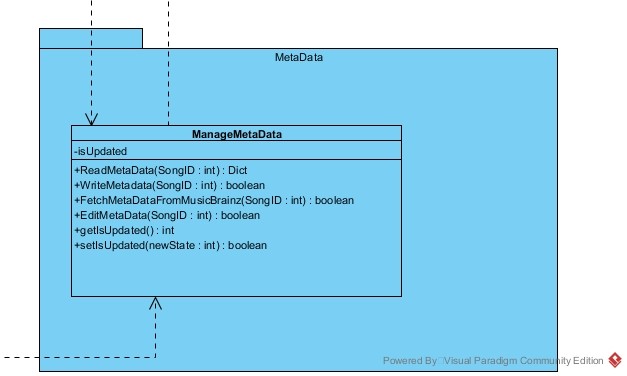 MetaData
ManageMetaData
-isUpdated
+ReadMetaData(SongID : int) : Dict
+WriteMetadata(SongID : int) : boolean
+FetchMetaDataFromMusicBrainz(SongID : int) : boolean
+EditMetaData(SongID : int) : boolean
+getIsUpdated() : int
+setIsUpdated(newState : int) : boolean
Powered By Visual Paradigm Community Edition